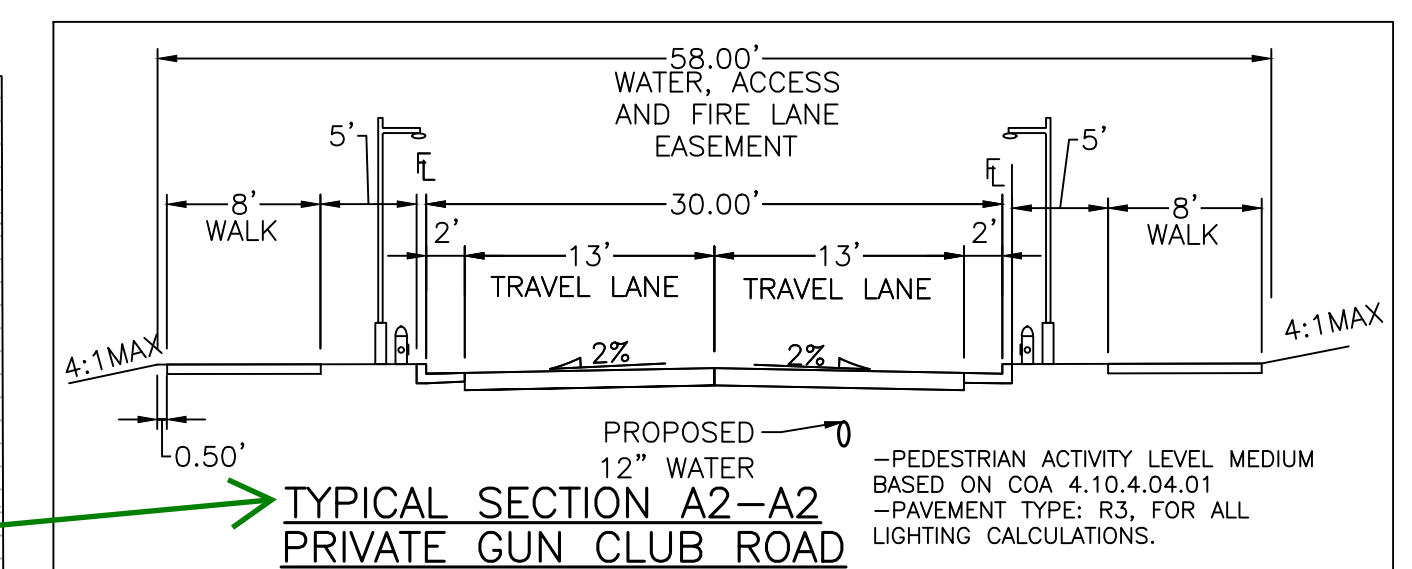 58.00'
WATER, ACCESS
AND FIRE LANE
EASEMENT
5'
5'
FL
FL
8'
WALK
30.00'
8'
WALK
2'
2'
13'
TRAVEL LANE
13'
TRAVEL LANE
4:1MAX
2%
2%
4:1MAX
0.50'
PROPOSED
12" WATER
-PEDESTRIAN ACTIVITY LEVEL MEDIUM
BASED ON COA 4.10.4.04.01
-PAVEMENT TYPE: R3, FOR ALL
LIGHTING CALCULATIONS.
TYPICAL SECTION A2-A2
PRIVATE GUN CLUB ROAD